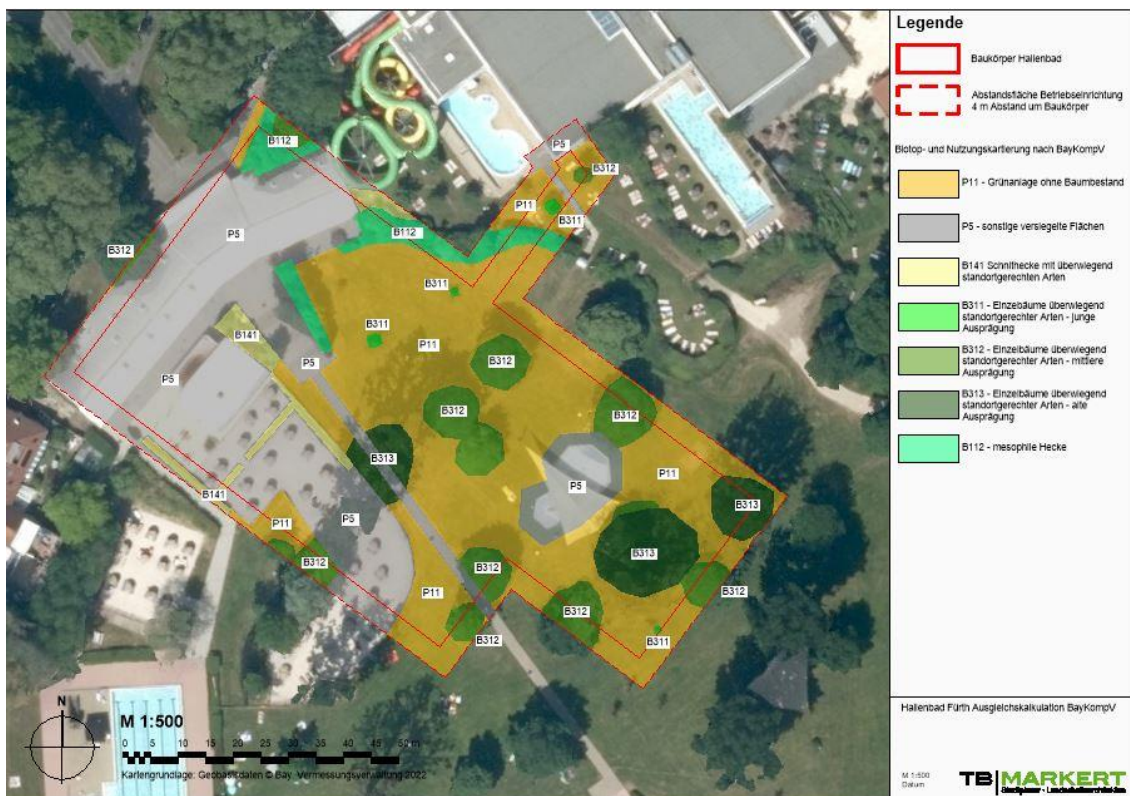 B112
P5
B312
P11
B311
P5
B112
B312
B311
B311
P11
B141
P5
B312
P5
B312
B312
B313
P11
P5
B313
B141
P11
P5
B313
B312
B312
P11
B312
B312
B312
B311
N
M 1:500
0 5 10 15 20 25 30 35 40 45 50 m
Kartengrundlage: Geobasisdaten © Bay. Vermessungsverwaltung 2022
Legende
Baukörper Hallenbad
Abstandsfläche Betriebseinrichtung
4 m Abstand um Baukörper
Biotop- und Nutzungskartierung nach BayKompV
P11 - Grünanlage ohne Baumbestand
P5 - sonstige versiegelte Flächen
B141 Schnitthecke mit überwiegend
standortgerechten Arten
B311 - Einzelbäume überwiegend
standortgerechter Arten - junge
Ausprägung
B312 - Einzelbäume überwiegend
standortgerechter Arten - mittlere
Ausprägung
B313 - Einzelbäume überwiegend
standortgerechter Arten - alte
Ausprägung
B112 - mesophile Hecke
Hallenbad Fürth Ausgleichskalkulation BayKompV
M 1:500
Datum
TB|MARKERT